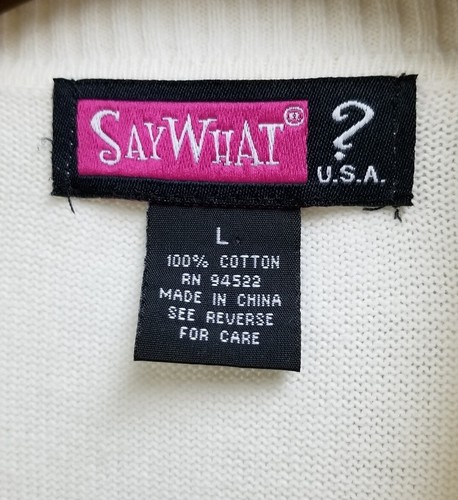 SAYWHAT®
?
U.S.A.
L
100% COTTON
RN 94522
MADE IN CHINA
SEE REVERSE
FOR CARE